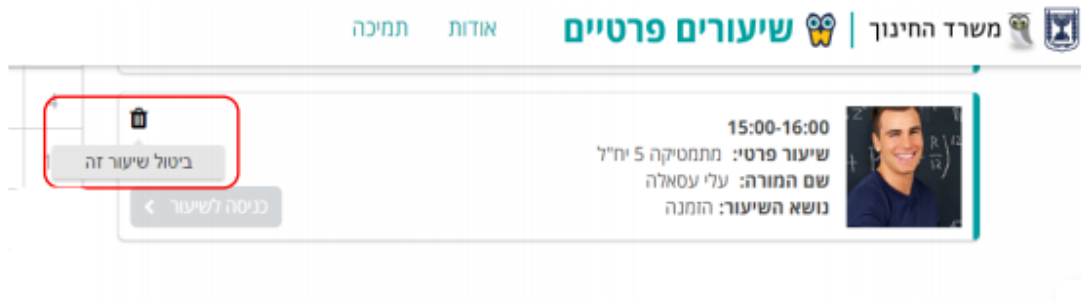 משרד החינוך | שיעורים פרטיים אודות תמיכה
15:00-16:00
שיעור פרטי: מתמטיקה 5 יח"ל
שם המורה: עלי עסאלה
נושא השיעור: הזמנה
ביטול שיעור זה
כניסה לשיעור